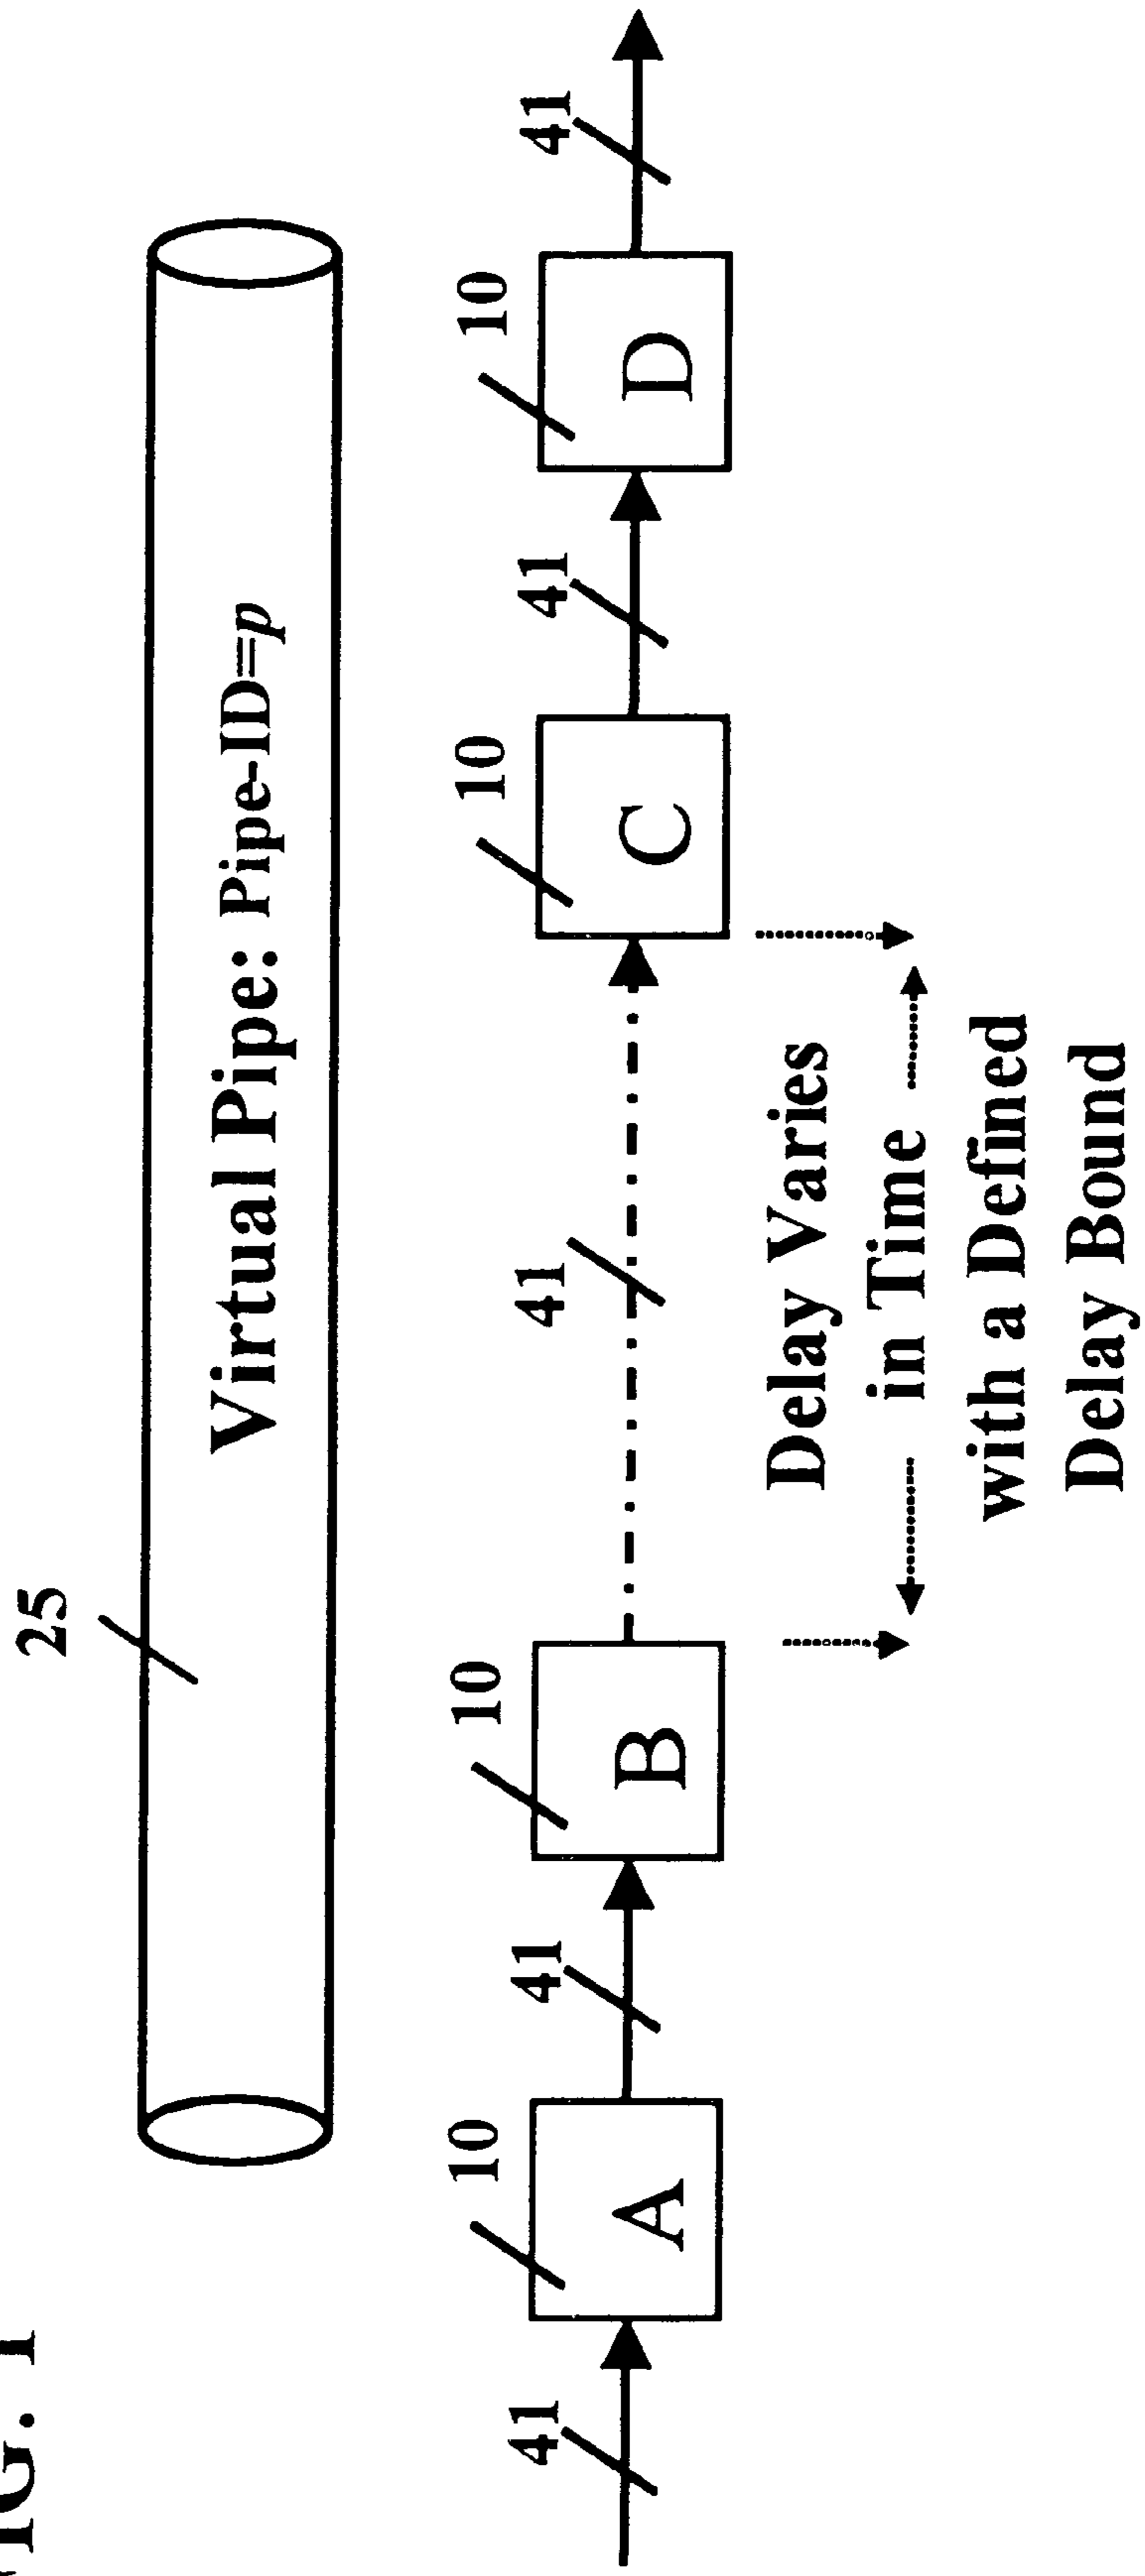 FIG. 1
25
Virtual Pipe: Pipe-ID=p
10 10 10 10
41 41 41 41 41
A B C D
Delay Varies
in Time
with a Defined
Delay Bound